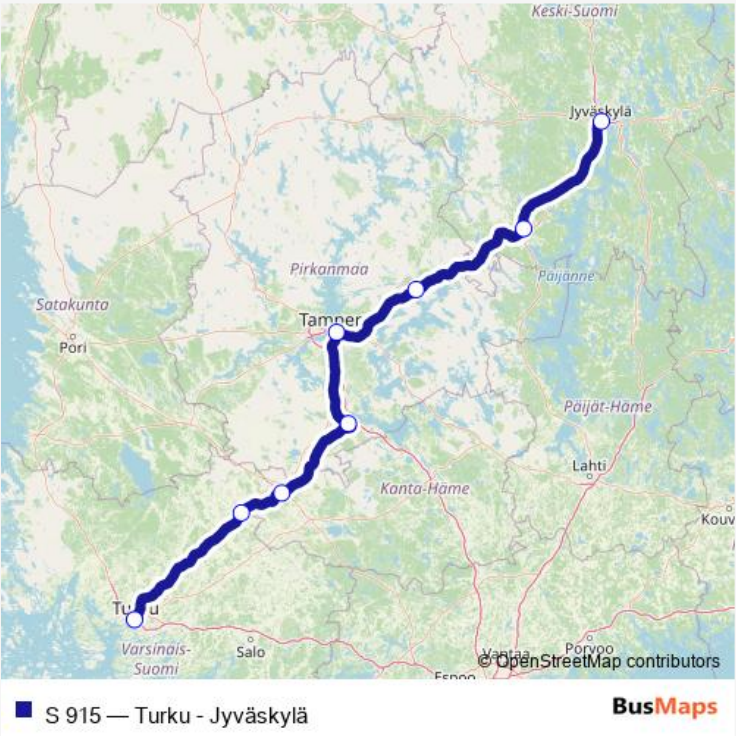 Keski-Suomi
Jyväskylä
Pirkanmaa
Päijänne
Satakunta
Tamper
Pori
Päijät-Häme
Lahti
Kanta-Häme
Kouv
Tu u
Varsinais-
Suomi
Salo
Vantaa
Porvoo
Espoo
© OpenStreetMap contributors
S 915 — Turku - Jyväskylä
BusMaps